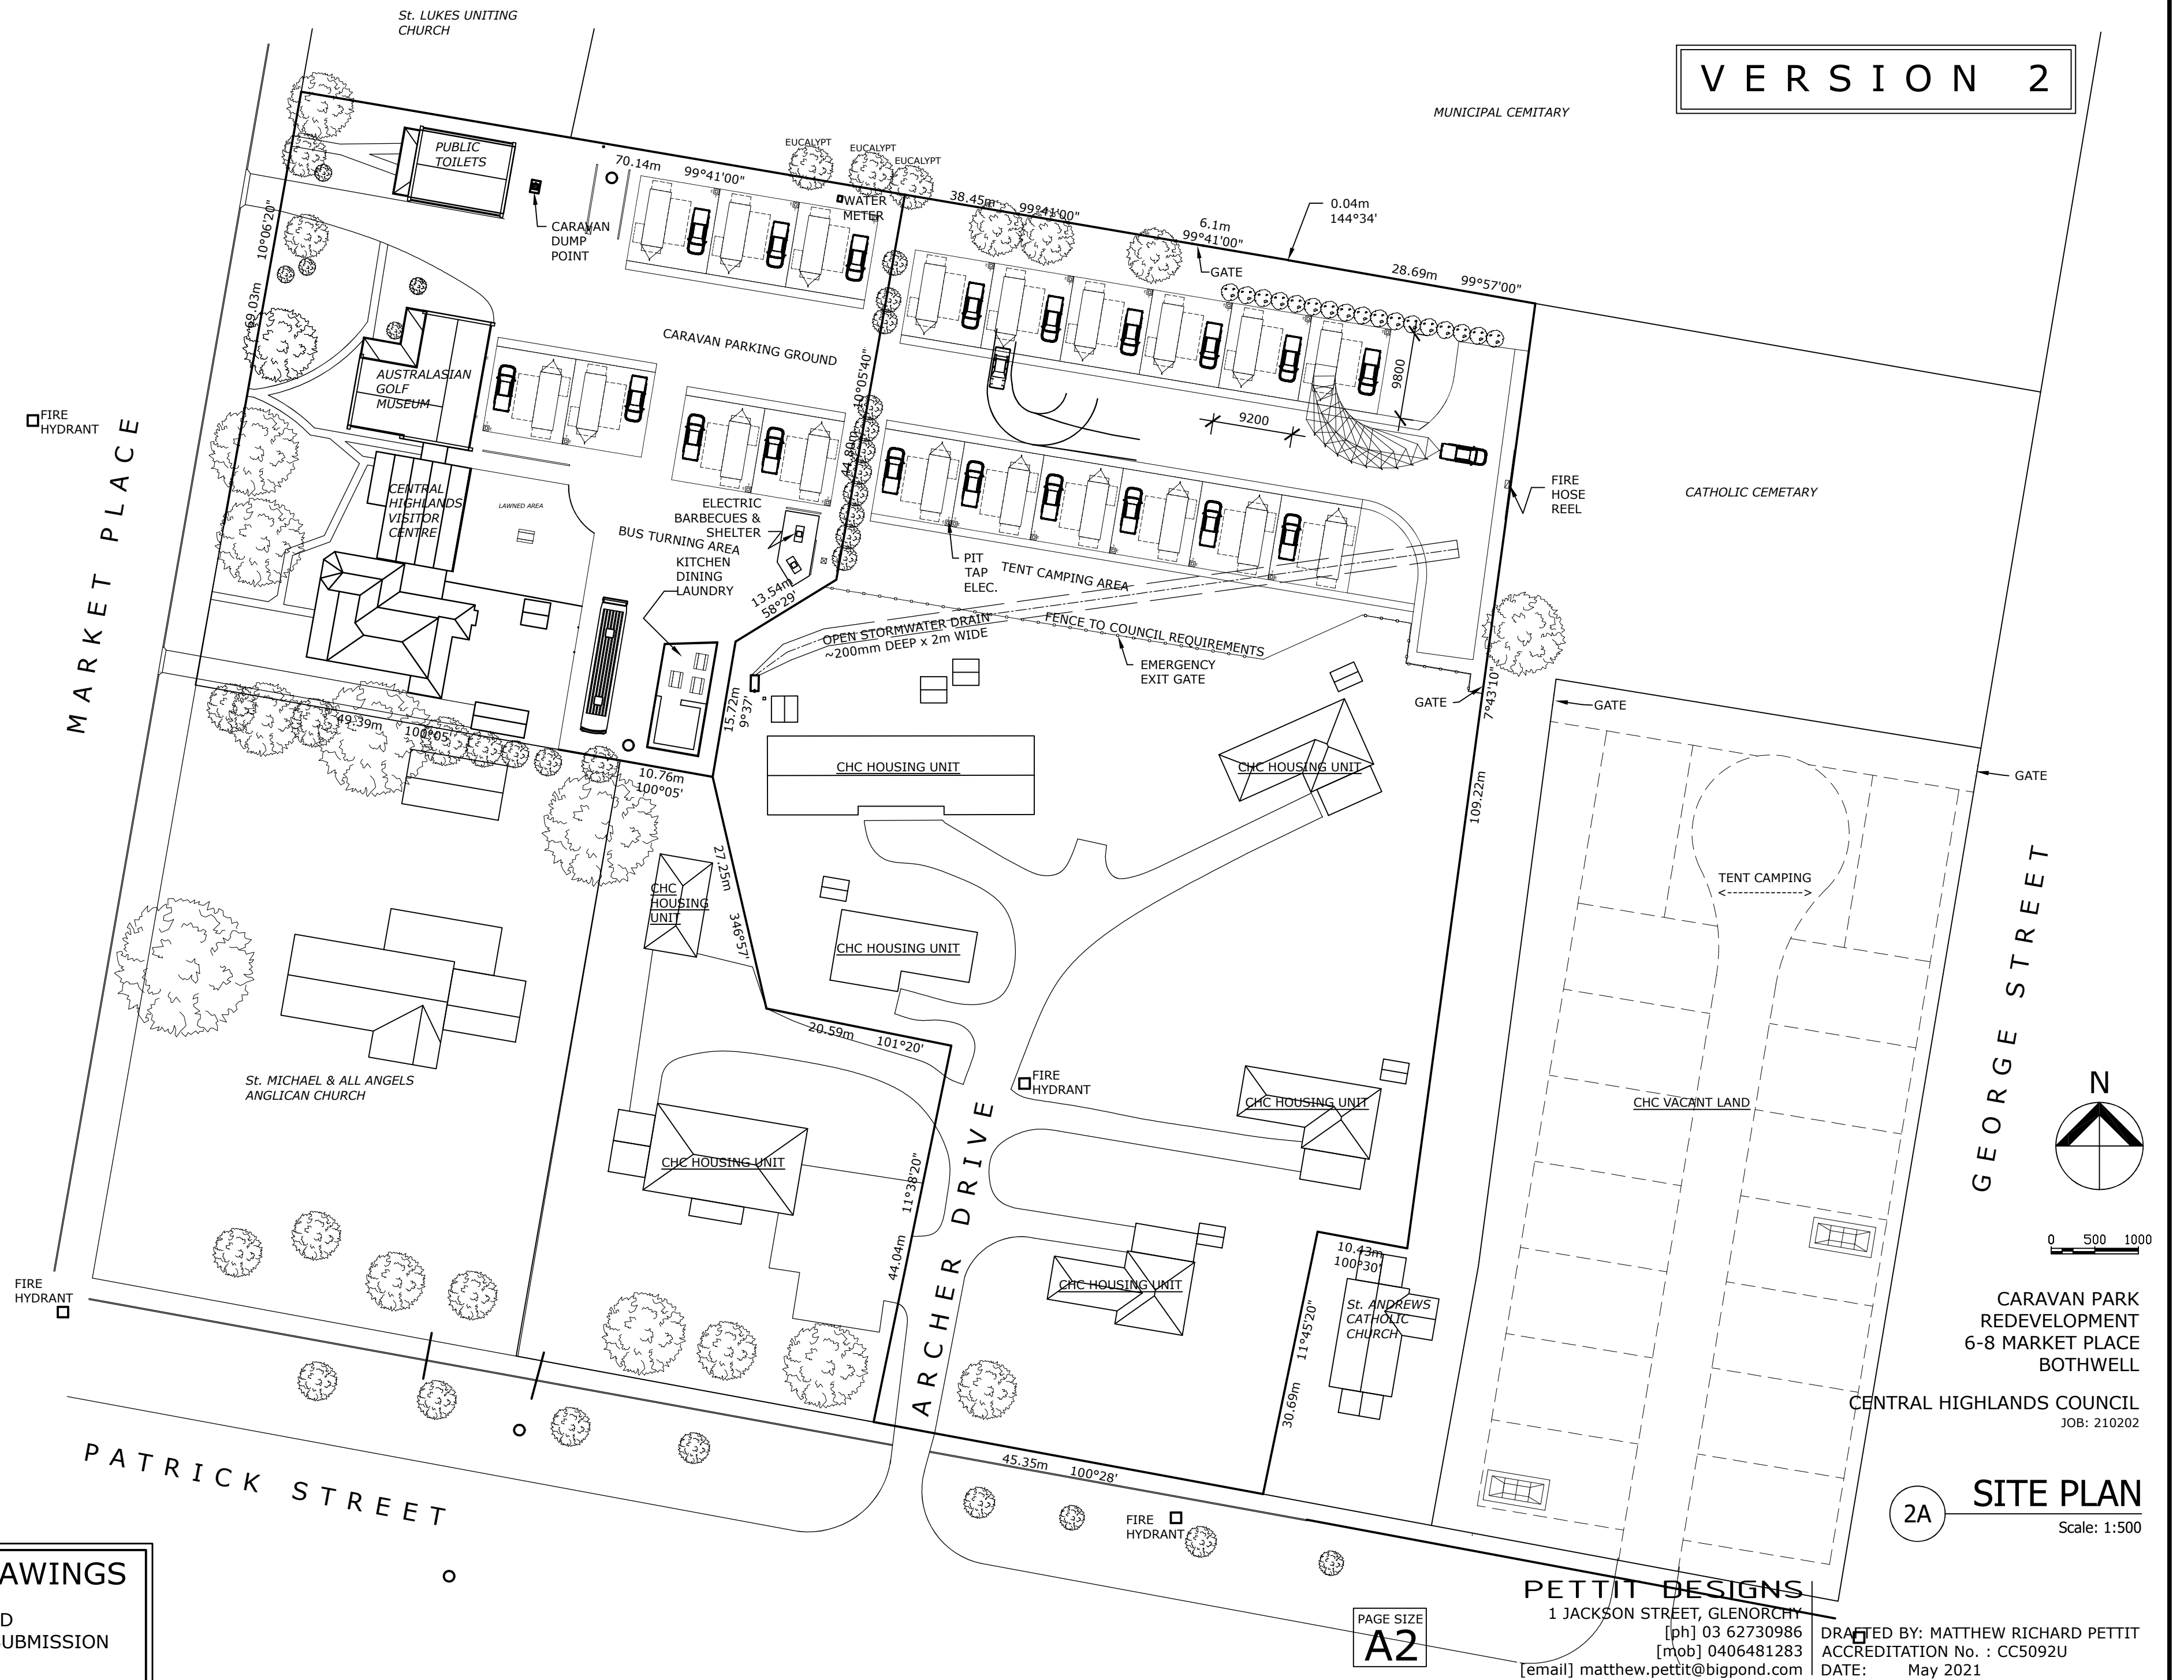 St. LUKES UNITING
CHURCH
VERSION 2
MUNICIPAL CEMITARY
PUBLIC
TOILETS
CARAVAN
DUMP
POINT
70.14m 99°41'00"
EUCALYPT
EUCALYPT
EUCALYPT
WATER
METER
38.45m 99°41'00"
6.1m
99°41'00"
0.04m
144°34'
GATE
28.69m 99°57'00"
10°06'20"
69.03m
CARAVAN PARKING GROUND
10°05'40"
44.80m
9800
9200
AUSTRALASIAN
GOLF
MUSEUM
FIRE
HYDRANT
MARKET PLACE
CENTRAL
HIGHLANDS
VISITOR
CENTRE
LAWNED AREA
ELECTRIC
BARBECUES &
SHELTER
BUS TURNING AREA
KITCHEN
DINING
LAUNDRY
13.54m
58°29'
PIT
TAP
ELEC.
TENT CAMPING AREA
FIRE
HOSE
REEL
CATHOLIC CEMETARY
OPEN STORMWATER DRAIN
~200mm DEEP x 2m WIDE
FENCE TO COUNCIL REQUIREMENTS
EMERGENCY
EXIT GATE
GATE
7°43'10"
109.22m
GATE
GATE
15.72m
9°37'
49.39m 100°05'
10.76m
100°05'
CHC HOUSING UNIT
CHC HOUSING UNIT
27.25m 346°57'
CHC
HOUSING
UNIT
CHC HOUSING UNIT
TENT CAMPING
GEORGE STREET
20.59m 101°20'
St. MICHAEL & ALL ANGELS
ANGLICAN CHURCH
FIRE
HYDRANT
CHC HOUSING UNIT
CHC VACANT LAND
CHC HOUSING UNIT
11°38'20"
44.04m
ARCHER DRIVE
N
0 500 1000
CHC HOUSING UNIT
10.43m
100°30'
St. ANDREWS
CATHOLIC
CHURCH
11°45'20"
30.69m
FIRE
HYDRANT
PATRICK STREET
45.35m 100°28'
FIRE
HYDRANT
CARAVAN PARK
REDEVELOPMENT
6-8 MARKET PLACE
BOTHWELL
CENTRAL HIGHLANDS COUNCIL
JOB: 210202
2A
SITE PLAN
Scale: 1:500
AWINGS
D
SUBMISSION
PAGE SIZE
A2
PETTIT DESIGNS
1 JACKSON STREET, GLENORCHY
[ph] 03 62730986
[mob] 0406481283
[email] matthew.pettit@bigpond.com
DRAFTED BY: MATTHEW RICHARD PETTIT
ACCREDITATION No. : CC5092U
DATE: May 2021